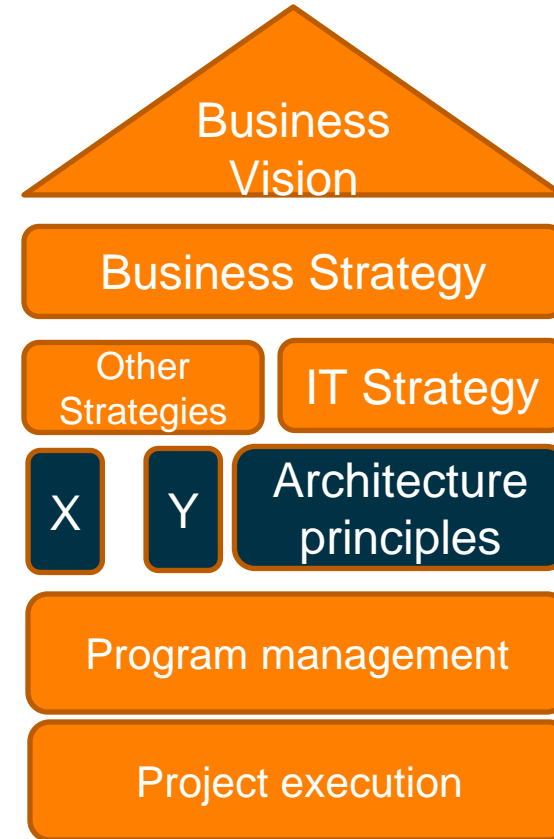 Business
Vision
Business Strategy
Other
Strategies
IT Strategy
X
Y
Architecture
principles
Program management
Project execution